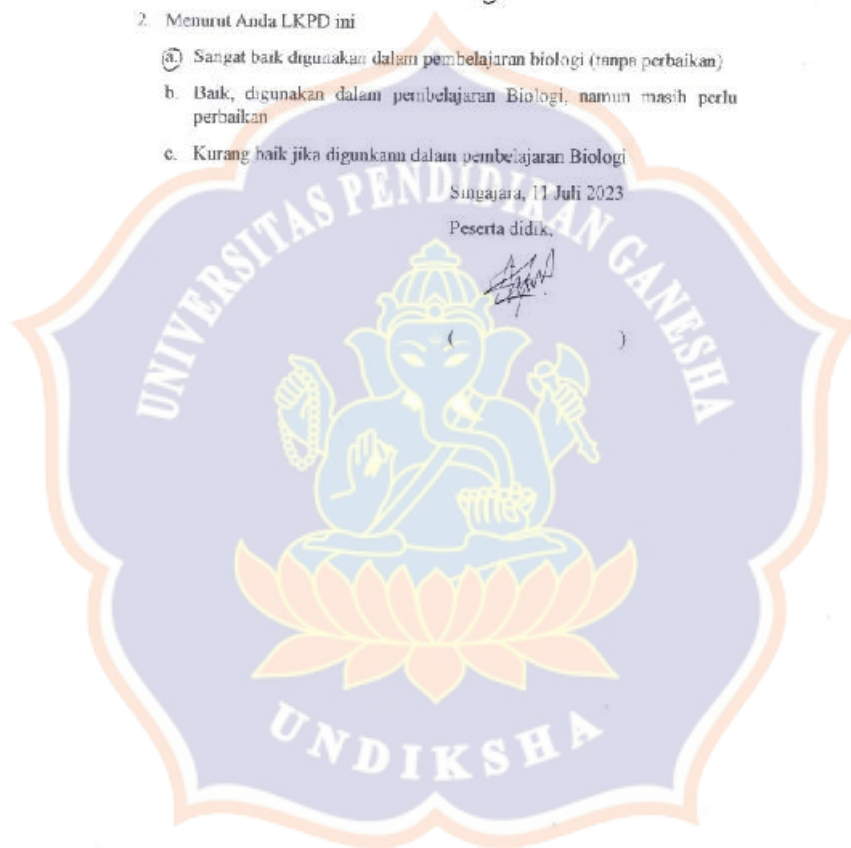 2. Menurut Anda LKPD ini
a. Sangat baik digunakan dalam pembelajaran biologi (tanpa perbaikan)
b. Baik, digunakan dalam pembelajaran Biologi, namun masih perlu
perbaikan
c. Kurang baik jika digunkann dalam pembelajaran Biologi
Singajara, 11 Juli 2023
Peserta didik,
( )
UNIVERSITAS PENDIDIKAN GANESHA
UNDIKSHA